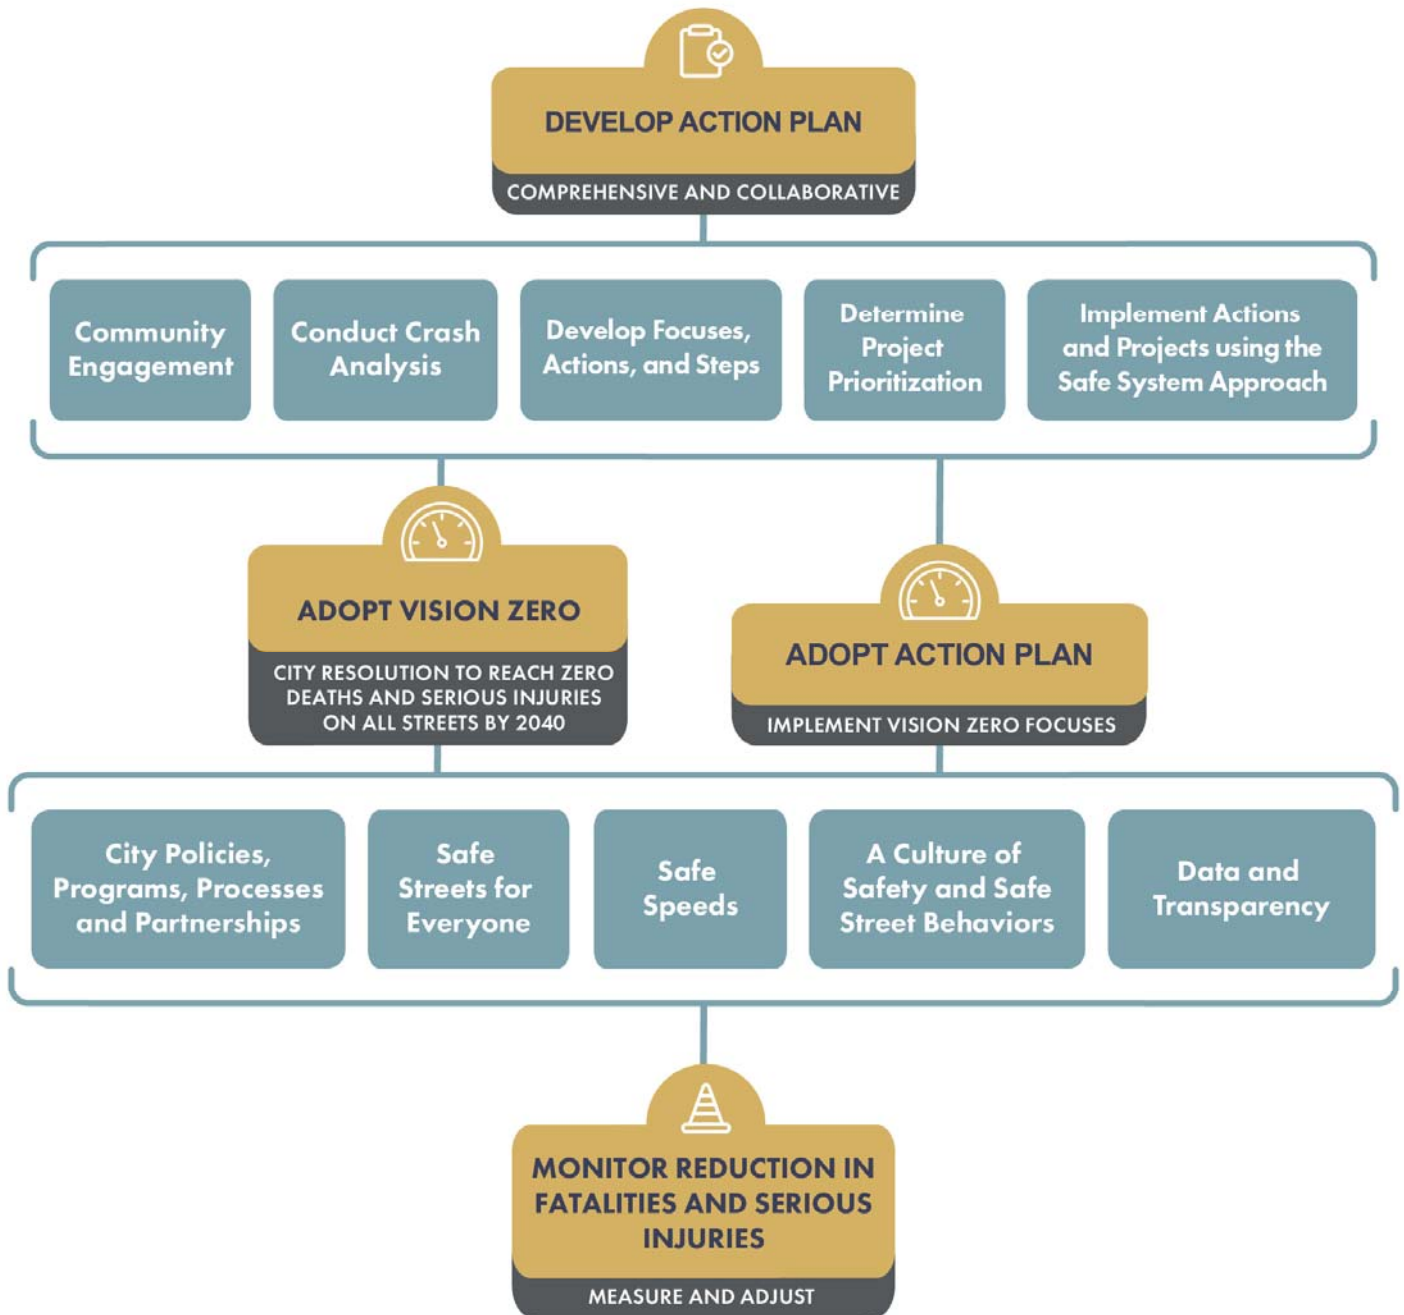 DEVELOP ACTION PLAN
COMPREHENSIVE AND COLLABORATIVE
Community
Engagement
Conduct Crash
Analysis
Develop Focuses,
Actions, and Steps
Determine
Project
Prioritization
Implement Actions
and Projects using the
Safe System Approach
ADOPT VISION ZERO
CITY RESOLUTION TO REACH ZERO
DEATHS AND SERIOUS INJURIES
ON ALL STREETS BY 2040
ADOPT ACTION PLAN
IMPLEMENT VISION ZERO FOCUSES
City Policies,
Programs, Processes
and Partnerships
Safe
Streets for
Everyone
Safe
Speeds
A Culture of
Safety and Safe
Street Behaviors
Data and
Transparency
MONITOR REDUCTION IN
FATALITIES AND SERIOUS
INJURIES
MEASURE AND ADJUST